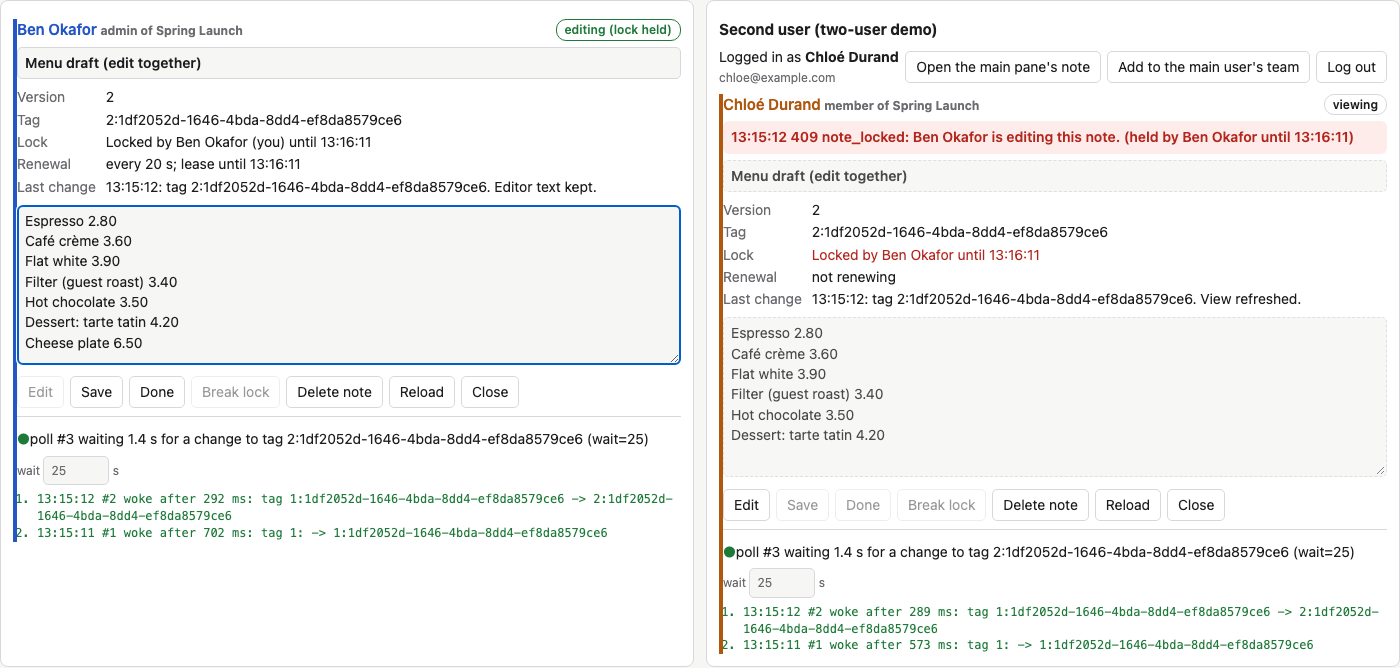 Ben Okafor admin of Spring Launch
editing (lock held)
Menu draft (edit together)
Version 2
Tag 2:1df2052d-1646-4bda-8dd4-ef8da8579ce6
Lock Locked by Ben Okafor (you) until 13:16:11
Renewal every 20 s; lease until 13:16:11
Last change 13:15:12: tag 2:1df2052d-1646-4bda-8dd4-ef8da8579ce6. Editor text kept.
Espresso 2.80
Café crème 3.60
Flat white 3.90
Filter (guest roast) 3.40
Hot chocolate 3.50
Dessert: tarte tatin 4.20
Cheese plate 6.50
Edit Save Done Break lock Delete note Reload Close
poll #3 waiting 1.4 s for a change to tag 2:1df2052d-1646-4bda-8dd4-ef8da8579ce6 (wait=25)
wait 25 s
1. 13:15:12 #2 woke after 292 ms: tag 1:1df2052d-1646-4bda-8dd4-ef8da8579ce6 -> 2:1df2052d-
1646-4bda-8dd4-ef8da8579ce6
2. 13:15:11 #1 woke after 702 ms: tag 1: -> 1:1df2052d-1646-4bda-8dd4-ef8da8579ce6
Second user (two-user demo)
Logged in as Chloé Durand
chloe@example.com
Open the main pane's note Add to the main user's team Log out
Chloé Durand member of Spring Launch
viewing
13:15:12 409 note_locked: Ben Okafor is editing this note. (held by Ben Okafor until 13:16:11)
Menu draft (edit together)
Version 2
Tag 2:1df2052d-1646-4bda-8dd4-ef8da8579ce6
Lock Locked by Ben Okafor until 13:16:11
Renewal not renewing
Last change 13:15:12: tag 2:1df2052d-1646-4bda-8dd4-ef8da8579ce6. View refreshed.
Espresso 2.80
Café crème 3.60
Flat white 3.90
Filter (guest roast) 3.40
Hot chocolate 3.50
Dessert: tarte tatin 4.20
Edit Save Done Break lock Delete note Reload Close
poll #3 waiting 1.4 s for a change to tag 2:1df2052d-1646-4bda-8dd4-ef8da8579ce6 (wait=25)
wait 25 s
1. 13:15:12 #2 woke after 289 ms: tag 1:1df2052d-1646-4bda-8dd4-ef8da8579ce6 -> 2:1df2052d-
1646-4bda-8dd4-ef8da8579ce6
2. 13:15:11 #1 woke after 573 ms: tag 1: -> 1:1df2052d-1646-4bda-8dd4-ef8da8579ce6